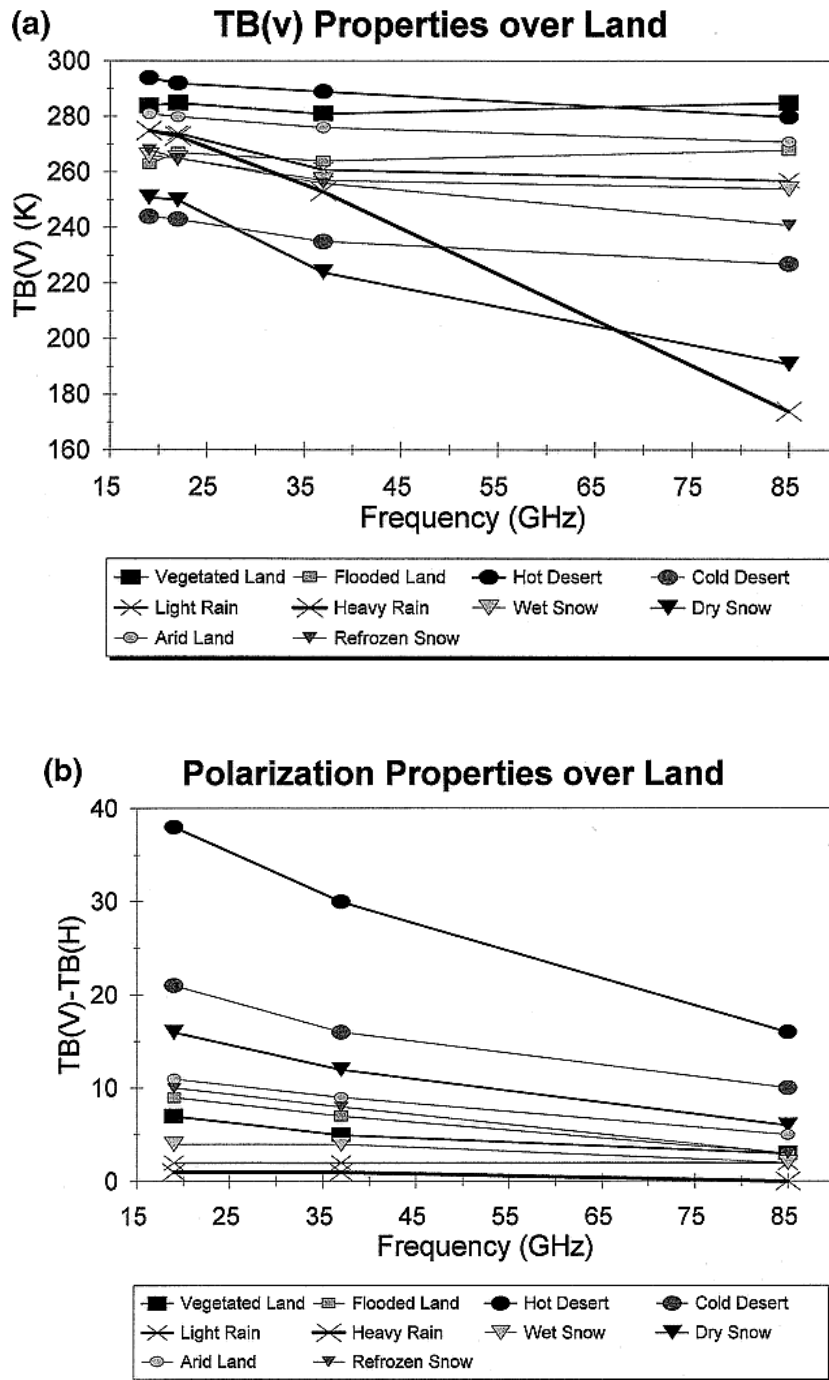 (a) TB(v) Properties over Land
300
280
260
240
220
200
180
160
TB(V) (K)
15 25 35 45 55 65 75 85
Frequency (GHz)
Vegetated Land Flooded Land Hot Desert Cold Desert
Light Rain Heavy Rain Wet Snow Dry Snow
Arid Land Refrozen Snow
(b) Polarization Properties over Land
40
30
20
10
0
TB(V)-TB(H)
15 25 35 45 55 65 75 85
Frequency (GHz)
Vegetated Land Flooded Land Hot Desert Cold Desert
Light Rain Heavy Rain Wet Snow Dry Snow
Arid Land Refrozen Snow